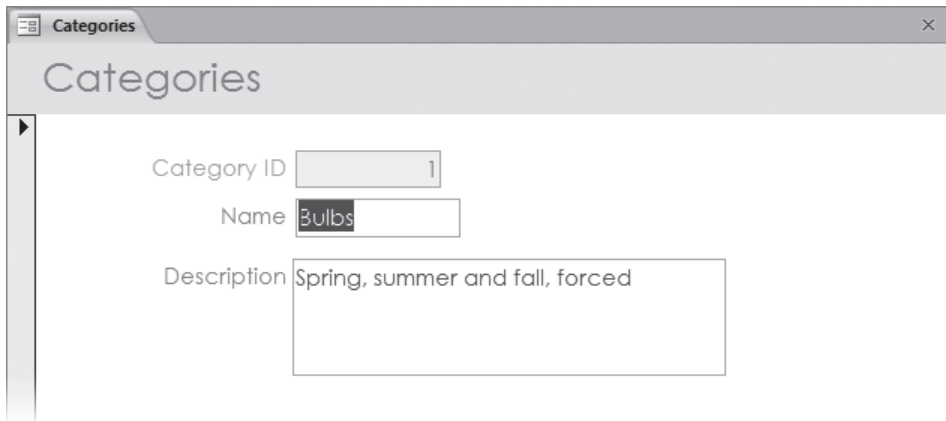 Categories
Categories
Category ID 1
Name Bulbs
Description Spring, summer and fall, forced